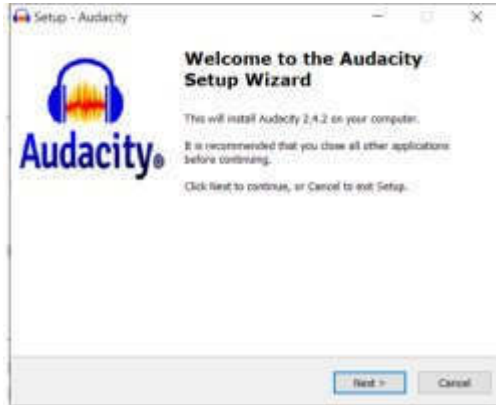 Setup - Audacity
Welcome to the Audacity
Setup Wizard
This will install Audacity 2.4.2 on your computer.
It is recommended that you close all other applications
before continuing.
Click Next to continue, or Cancel to exit Setup.
Audacity®
Next >
Cancel